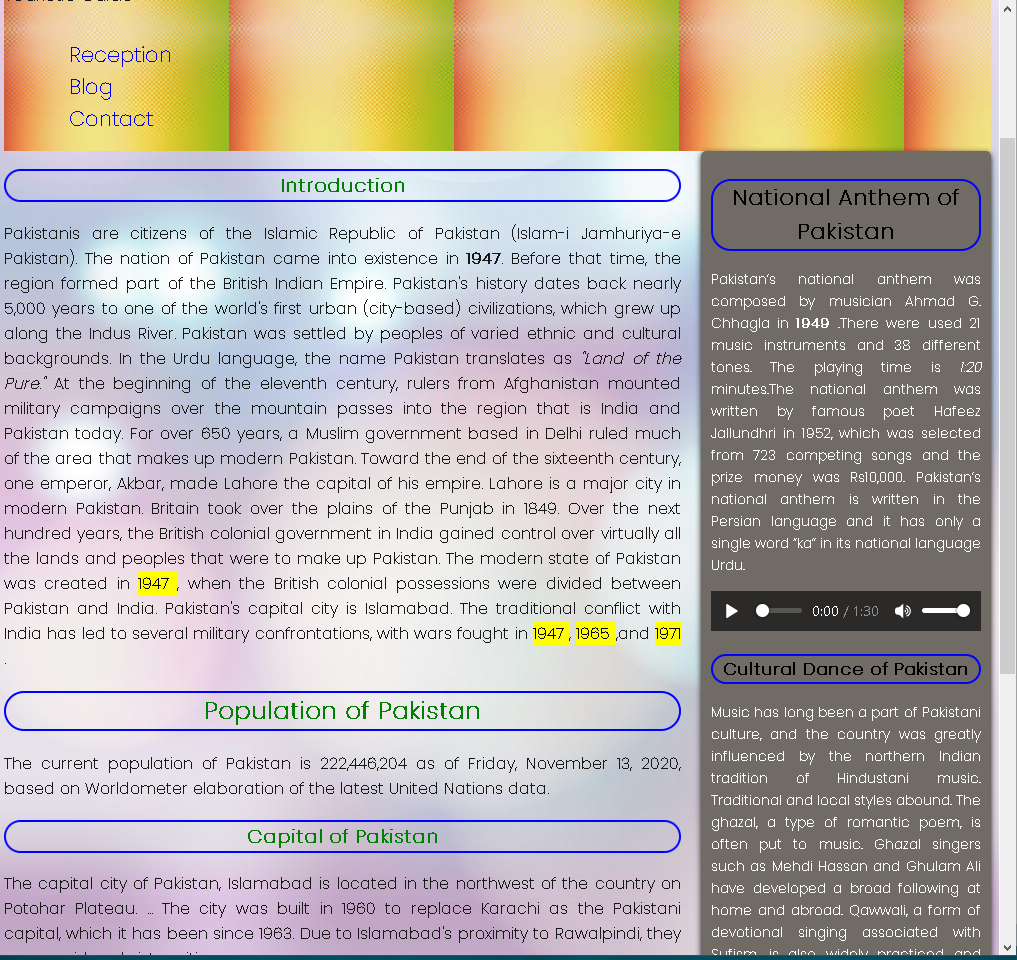 Reception
Blog
Contact
Introduction
Pakistanis are citizens of the Islamic Republic of Pakistan (Islam-i Jamhuriya-e
Pakistan). The nation of Pakistan came into existence in 1947. Before that time, the
region formed part of the British Indian Empire. Pakistan's history dates back nearly
5,000 years to one of the world's first urban (city-based) civilizations, which grew up
along the Indus River. Pakistan was settled by peoples of varied ethnic and cultural
backgrounds. In the Urdu language, the name Pakistan translates as "Land of the
Pure." At the beginning of the eleventh century, rulers from Afghanistan mounted
military campaigns over the mountain passes into the region that is India and
Pakistan today. For over 650 years, a Muslim government based in Delhi ruled much
of the area that makes up modern Pakistan. Toward the end of the sixteenth century,
one emperor, Akbar, made Lahore the capital of his empire. Lahore is a major city in
modern Pakistan. Britain took over the plains of the Punjab in 1849. Over the next
hundred years, the British colonial government in India gained control over virtually all
the lands and peoples that were to make up Pakistan. The modern state of Pakistan
was created in 1947 , when the British colonial possessions were divided between
Pakistan and India. Pakistan's capital city is Islamabad. The traditional conflict with
India has led to several military confrontations, with wars fought in 1947 , 1965 ,and 1971
.
Population of Pakistan
The current population of Pakistan is 222,446,204 as of Friday, November 13, 2020,
based on Worldometer elaboration of the latest United Nations data.
Capital of Pakistan
The capital city of Pakistan, Islamabad is located in the northwest of the country on
Potohar Plateau. ... The city was built in 1960 to replace Karachi as the Pakistani
capital, which it has been since 1963. Due to Islamabad's proximity to Rawalpindi, they
National Anthem of
Pakistan
Pakistan's national anthem was
composed by musician Ahmad G.
Chhagla in 1949 .There were used 21
music instruments and 38 different
tones. The playing time is 1:20
minutes.The national anthem was
written by famous poet Hafeez
Jallundhri in 1952, which was selected
from 723 competing songs and the
prize money was Rs10,000. Pakistan's
national anthem is written in the
Persian language and it has only a
single word "ka" in its national language
Urdu.
0:00 / 1:30
Cultural Dance of Pakistan
Music has long been a part of Pakistani
culture, and the country was greatly
influenced by the northern Indian
tradition of Hindustani music.
Traditional and local styles abound. The
ghazal, a type of romantic poem, is
often put to music. Ghazal singers
such as Mehdi Hassan and Ghulam Ali
have developed a broad following at
home and abroad. Qawwali, a form of
devotional singing associated with
Sufism, is also widely practiced and